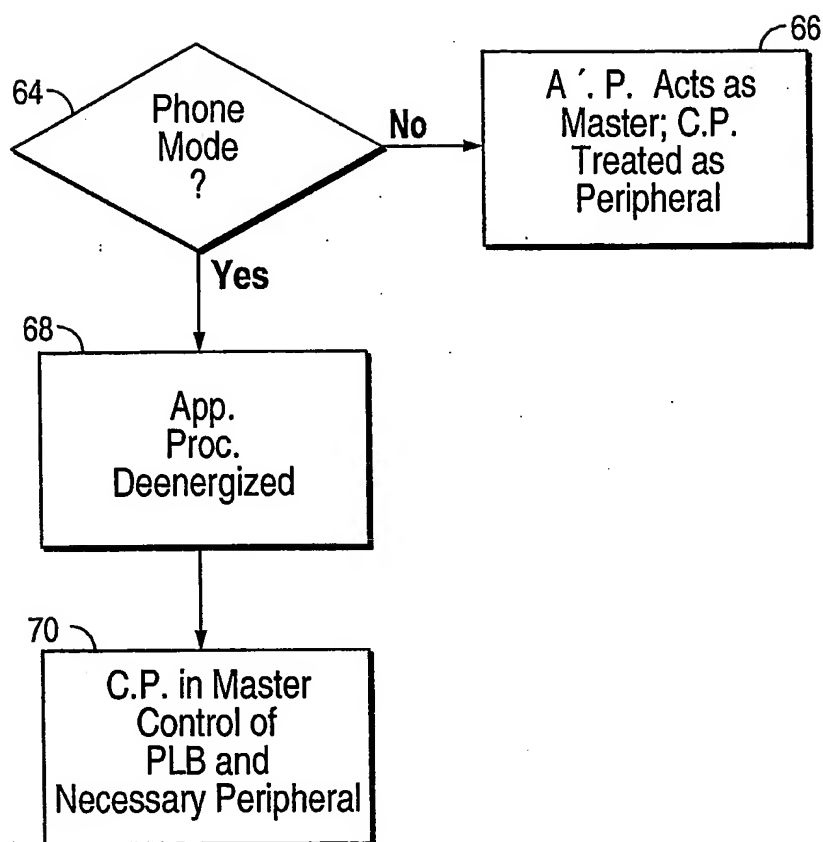 64
Phone
Mode
?
No
66
A ´. P. Acts as
Master; C.P.
Treated as
Peripheral
Yes
68
App.
Proc.
Deenergized
70
C.P. in Master
Control of
PLB and
Necessary Peripheral